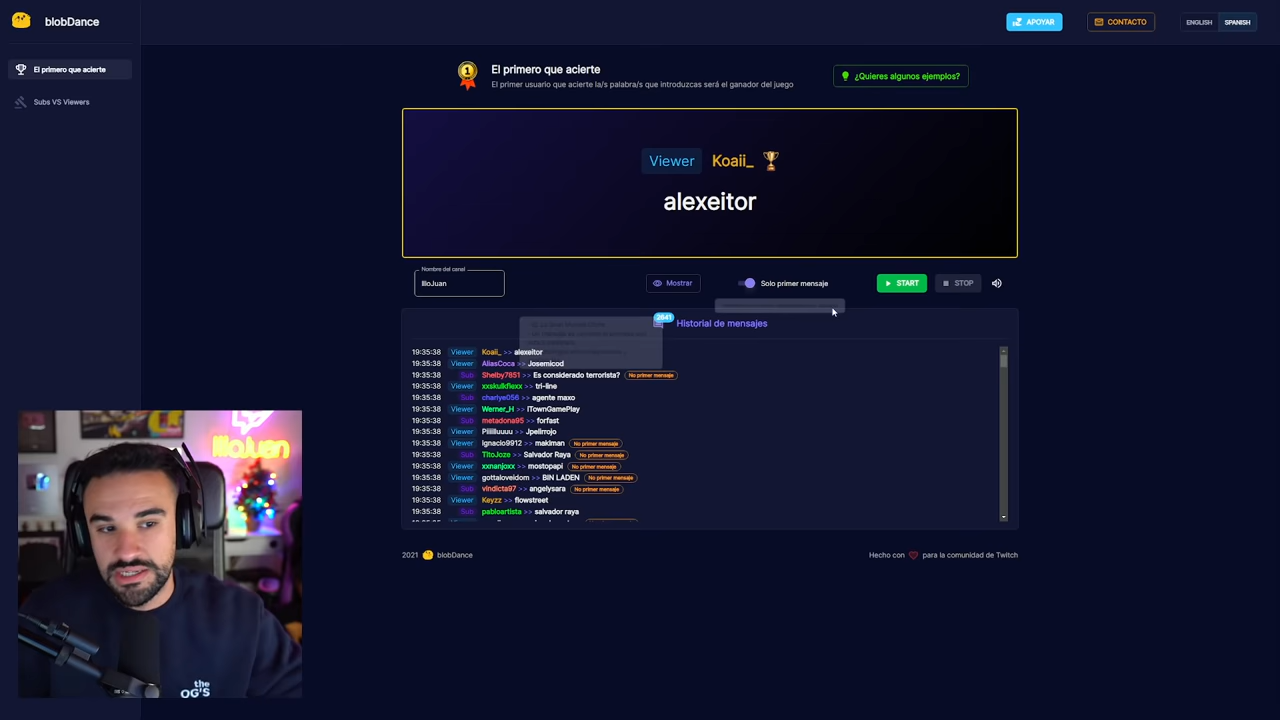 blobDance
APOYAR
CONTACTO
ENGLISH
SPANISH
El primero que acierte
Subs VS Viewers
1
El primero que acierte
El primer usuario que acierte la/s palabra/s que introduzcas será el ganador del juego
¿Quieres algunos ejemplos?
Viewer Koaii_
alexeitor
Nombre del canal
IlloJuan
Mostrar
Solo primer mensaje
START
STOP
2641
Historial de mensajes
19:35:38 Viewer Koaii_ >> alexeitor
19:35:38 Viewer AliasCoca >> Josemicod
19:35:38 Sub Shelby7851 >> Es considerado terrorista? No primer mensaje
19:35:38 Viewer xxskulkflexx >> tri-line
19:35:38 Sub charlye056 >> agente maxo
19:35:38 Viewer Werner_H >> iTownGamePlay
19:35:38 Sub metadona95 >> forfast
19:35:38 Viewer Piiiilluuuu >> Jpelirrojo
19:35:38 Viewer ignacio9912 >> makiman No primer mensaje
19:35:38 Sub TitoJoze >> Salvador Raya No primer mensaje
19:35:38 Viewer xxnanjoxx >> mostopapi No primer mensaje
19:35:38 Viewer gottaloveidom >> BIN LADEN No primer mensaje
19:35:38 Sub vindicta97 >> angelysara No primer mensaje
19:35:38 Viewer Keyzz >> flowstreet
19:35:38 Sub pabloartista >> salvador raya
2021 blobDance
Hecho con para la comunidad de Twitch
IlloJuan
the
OG'S